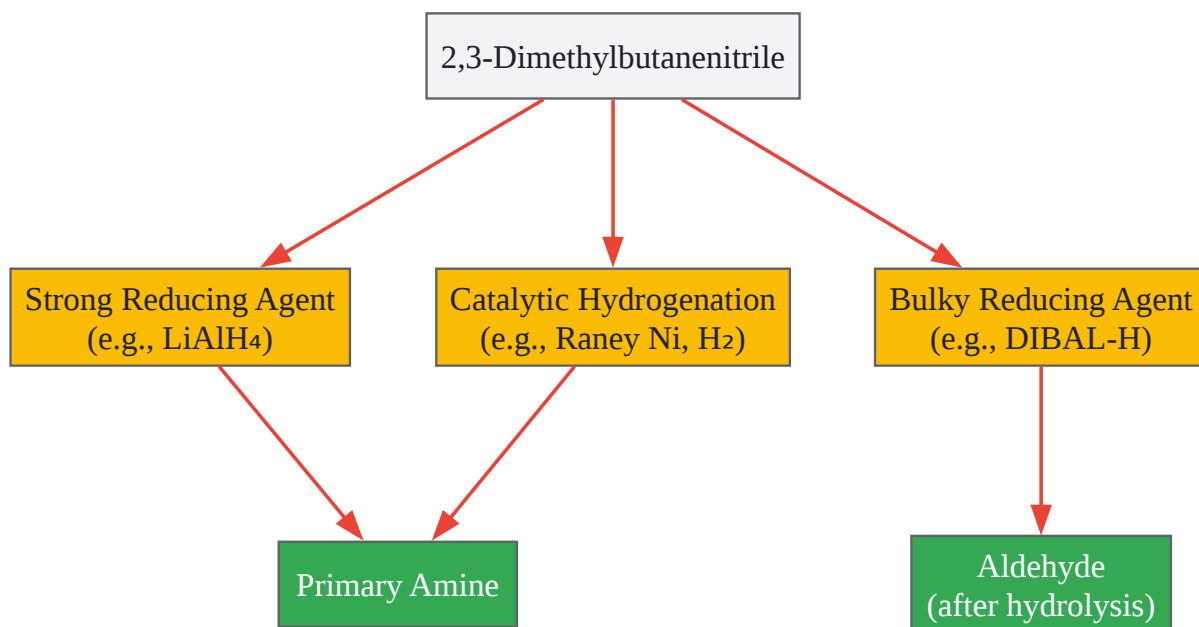 2,3-Dimethylbutanenitrile
Strong Reducing Agent
(e.g., LiAlH₄)
Catalytic Hydrogenation
(e.g., Raney Ni, H₂)
Bulky Reducing Agent
(e.g., DIBAL-H)
Primary Amine
Aldehyde
(after hydrolysis)